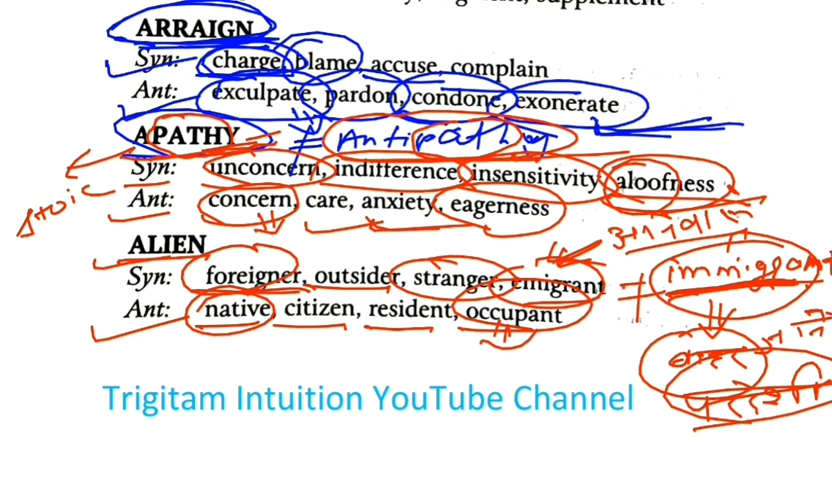 supplement
ARRAIGN
Syn: charge, blame, accuse, complain
Ant: exculpate, pardon, condone, exonerate
APATHY ≠ Antipathy
Syn: unconcern, indifference, insensitivity, aloofness
stoic
Ant: concern, care, anxiety, eagerness
ALIEN
Syn: foreigner, outsider, stranger, emigrant ≠ immigrant
Ant: native, citizen, resident, occupant
Trigitam Intuition YouTube Channel